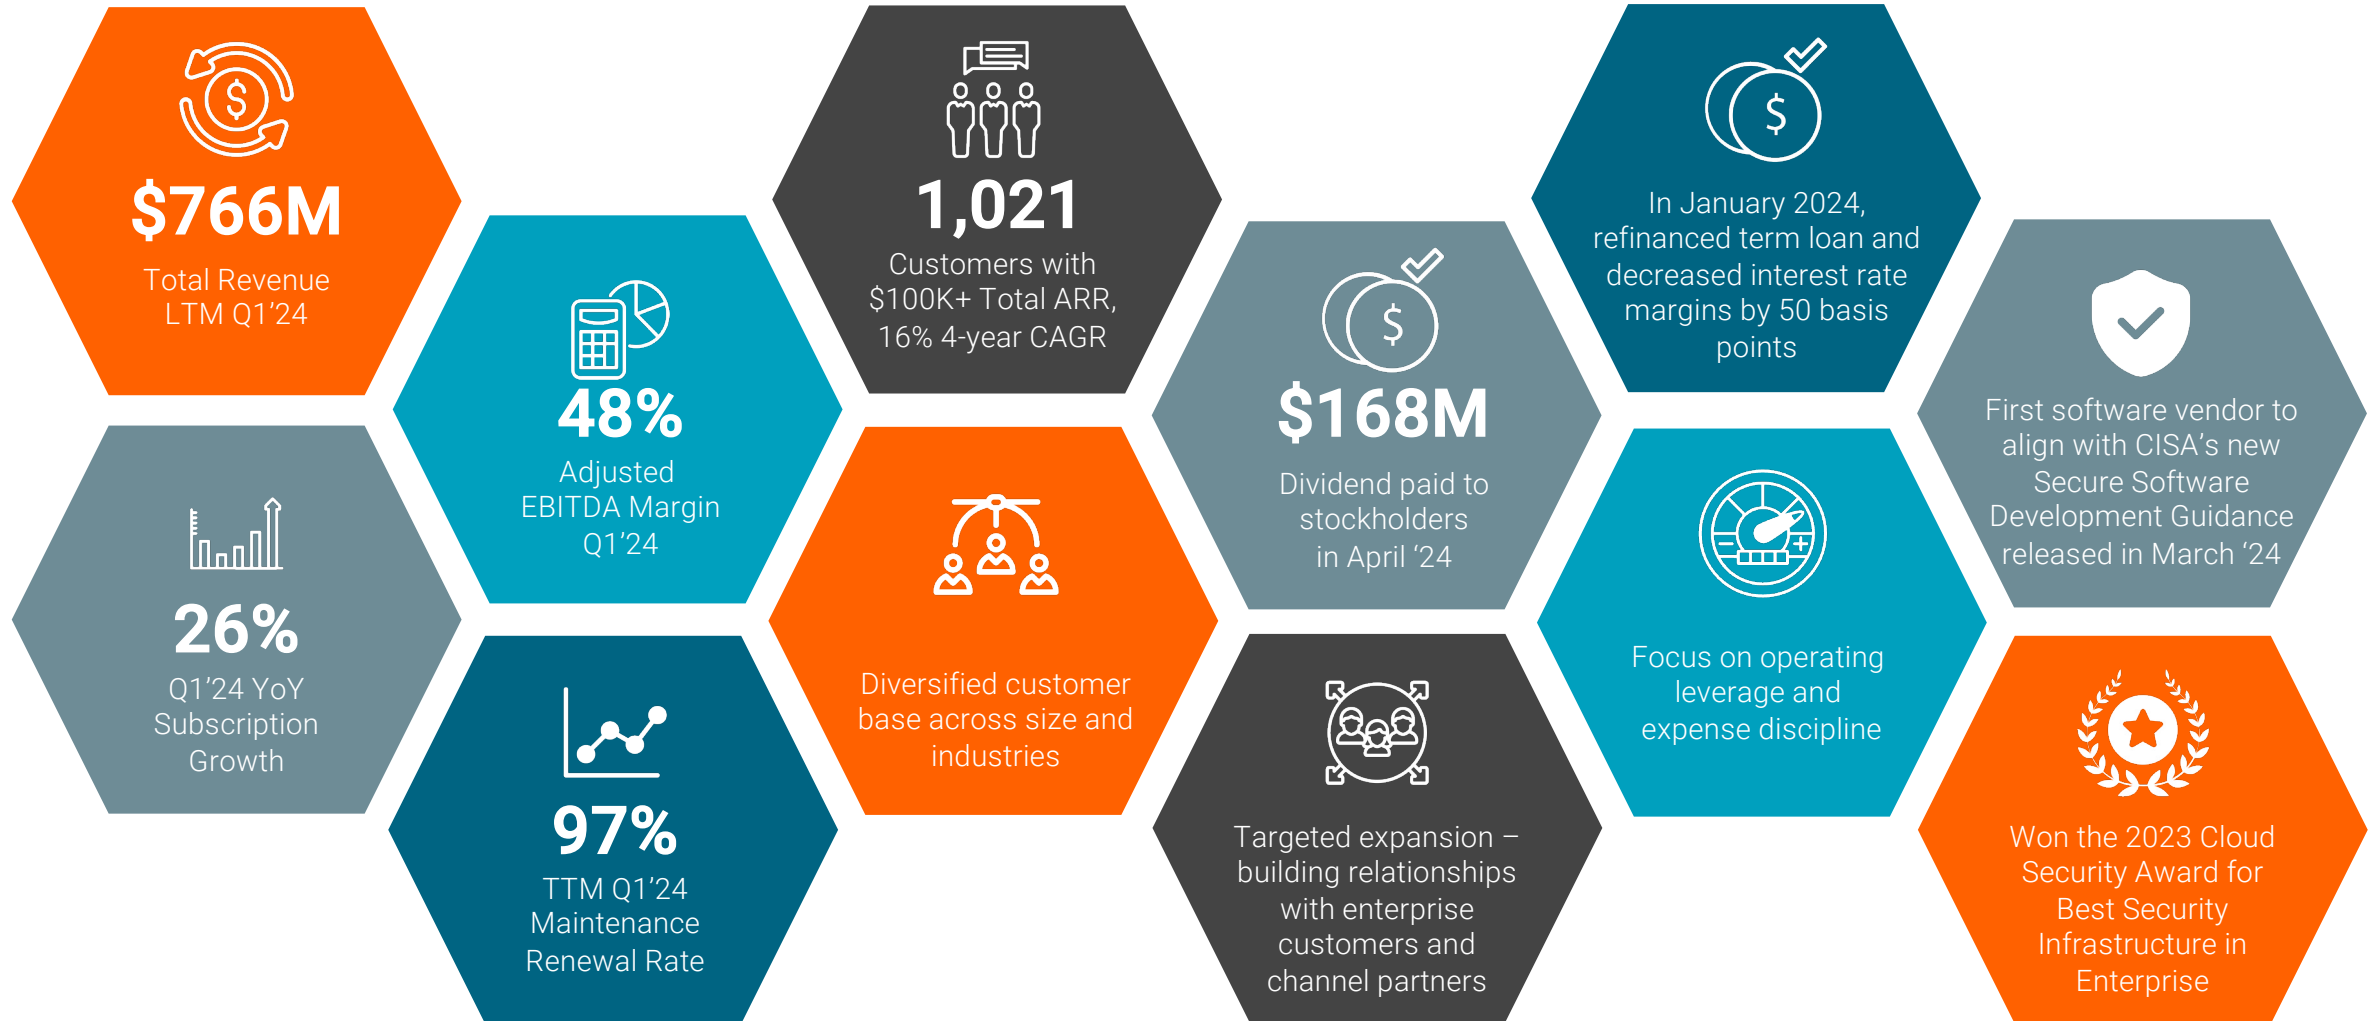 $766M
Total Revenue
LTM Q1’24
26%
Q1’24 YoY
Subscription
Growth
48%
Adjusted
EBITDA Margin
Q1’24
97%
TTM Q1’24
Maintenance
Renewal Rate
1,021
Customers with
$100K+ Total ARR,
16% 4-year CAGR
Diversified customer
base across size and
industries
$168M
Dividend paid to
stockholders
in April ‘24
Targeted expansion –
building relationships
with enterprise
customers and
channel partners
In January 2024,
refinanced term loan and
decreased interest rate
margins by 50 basis
points
Focus on operating
leverage and
expense discipline
First software vendor to
align with CISA’s new
Secure Software
Development Guidance
released in March ‘24
Won the 2023 Cloud
Security Award for
Best Security
Infrastructure in
Enterprise